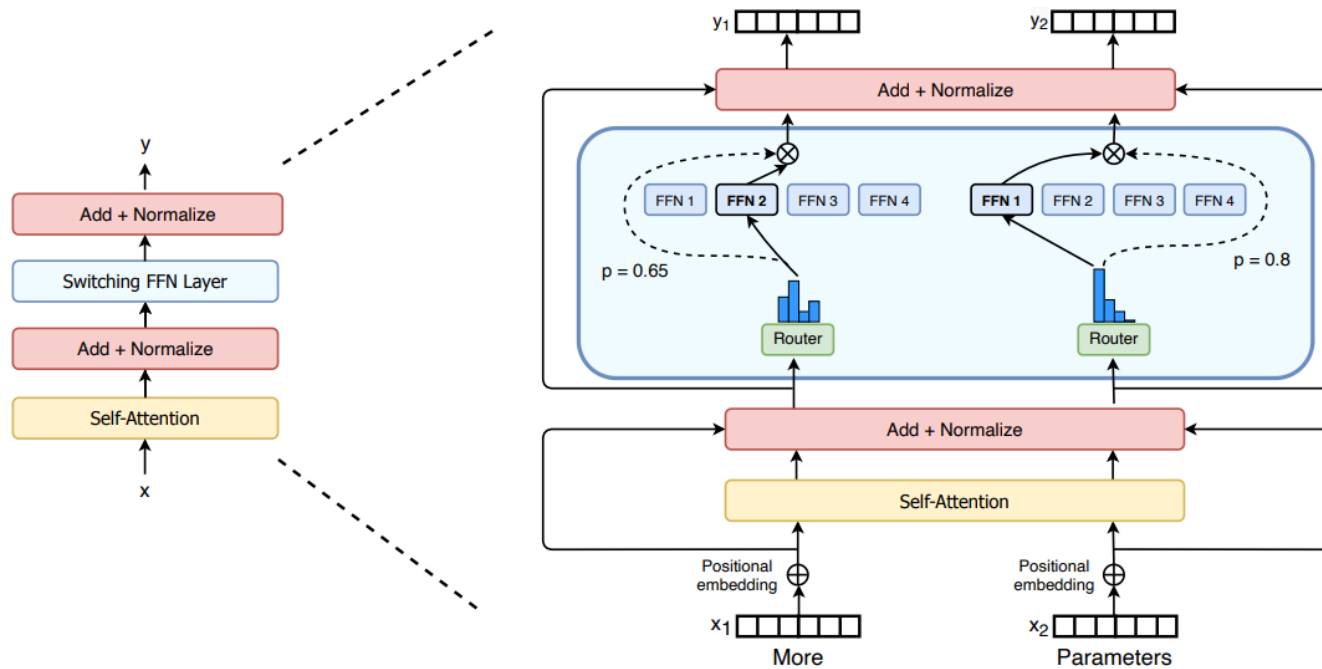 y
Add + Normalize
Switching FFN Layer
Add + Normalize
Self-Attention
x
y1
y2
Add + Normalize
FFN 1 FFN 2 FFN 3 FFN 4
FFN 1 FFN 2 FFN 3 FFN 4
p = 0.65
p = 0.8
Router
Router
Add + Normalize
Self-Attention
Positional
embedding
Positional
embedding
x1
x2
More
Parameters